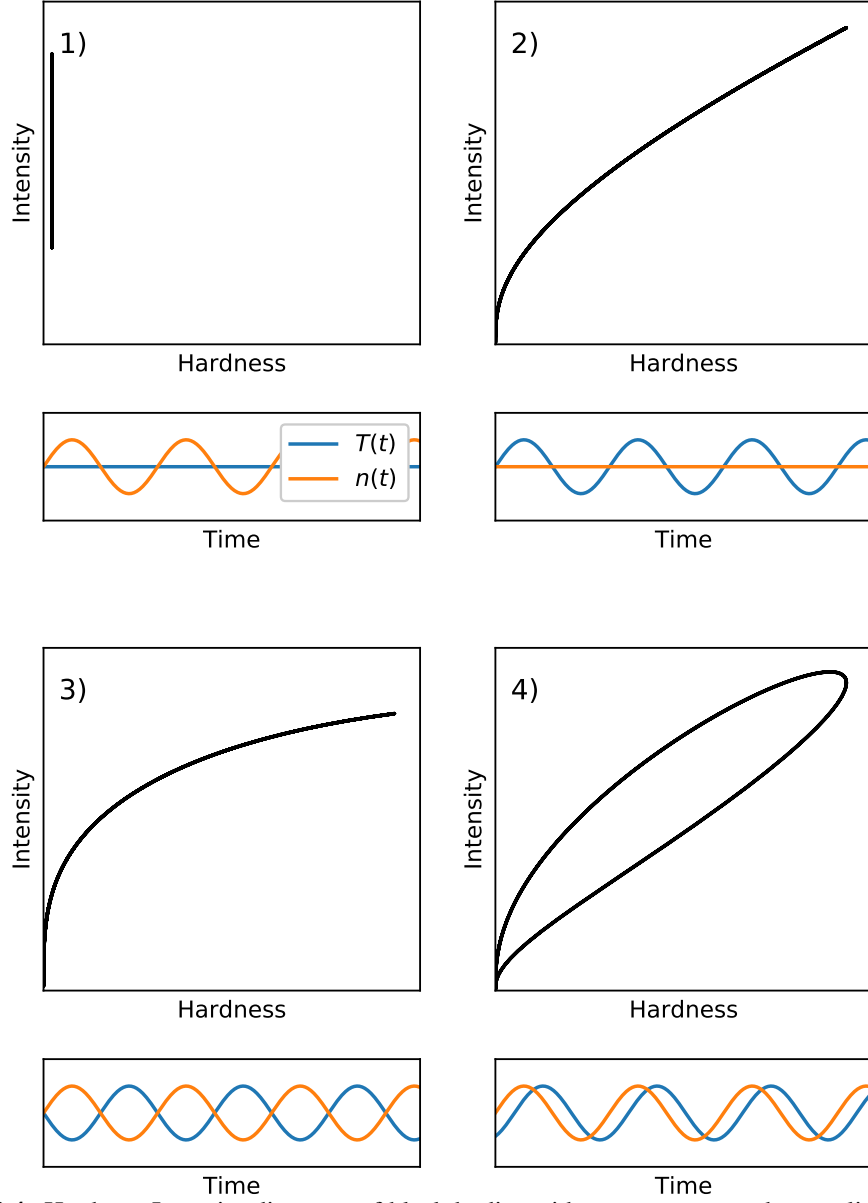 1)
Intensity
Hardness
2)
Intensity
Hardness
T(t)
n(t)
Time
Time
3)
Intensity
Hardness
4)
Intensity
Hardness
Time
Time